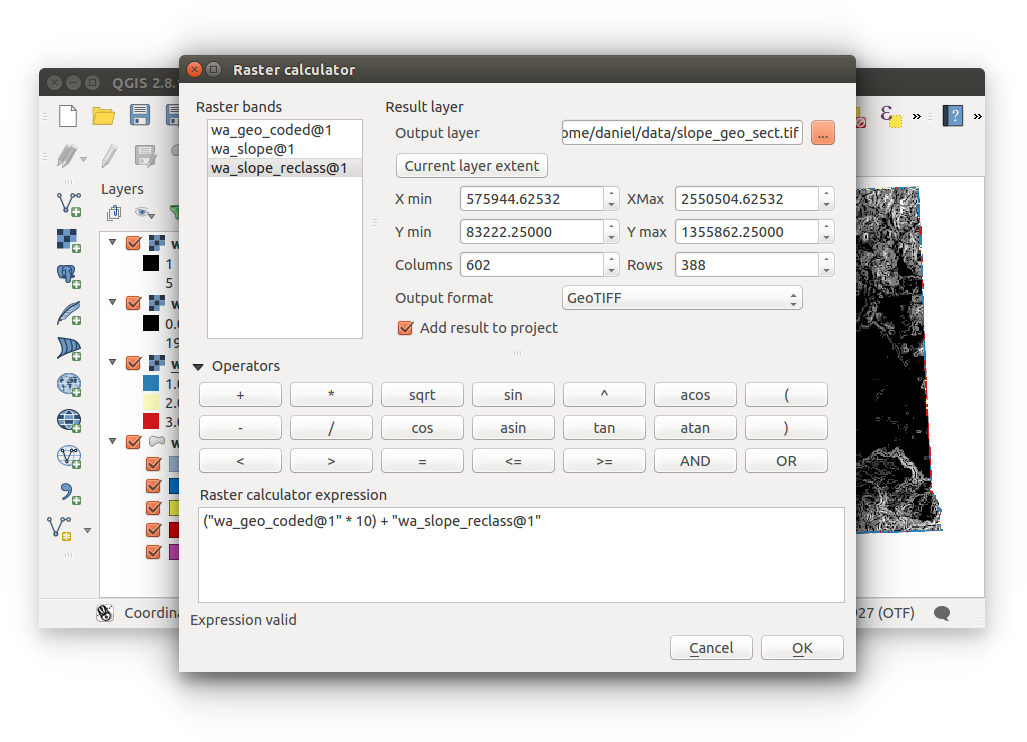 QGIS 2.8.
Raster calculator
Raster bands
wa_geo_coded@1
wa_slope@1
wa_slope_reclass@1
Result layer
Output layer
ome/daniel/data/slope_geo_sect.tif
...
Current layer extent
X min 575944.62532 XMax 2550504.62532
Y min 83222.25000 Y max 1355862.25000
Columns 602 Rows 388
Output format GeoTIFF
Add result to project
Operators
+ * sqrt sin ^ acos (
- / cos asin tan atan )
< > = <= >= AND OR
Raster calculator expression
("wa_geo_coded@1" * 10) + "wa_slope_reclass@1"
Expression valid
Cancel OK
Layers
w
1
5
w
0.
19
w
1.
2.
3.
w
Coordin
927 (OTF)